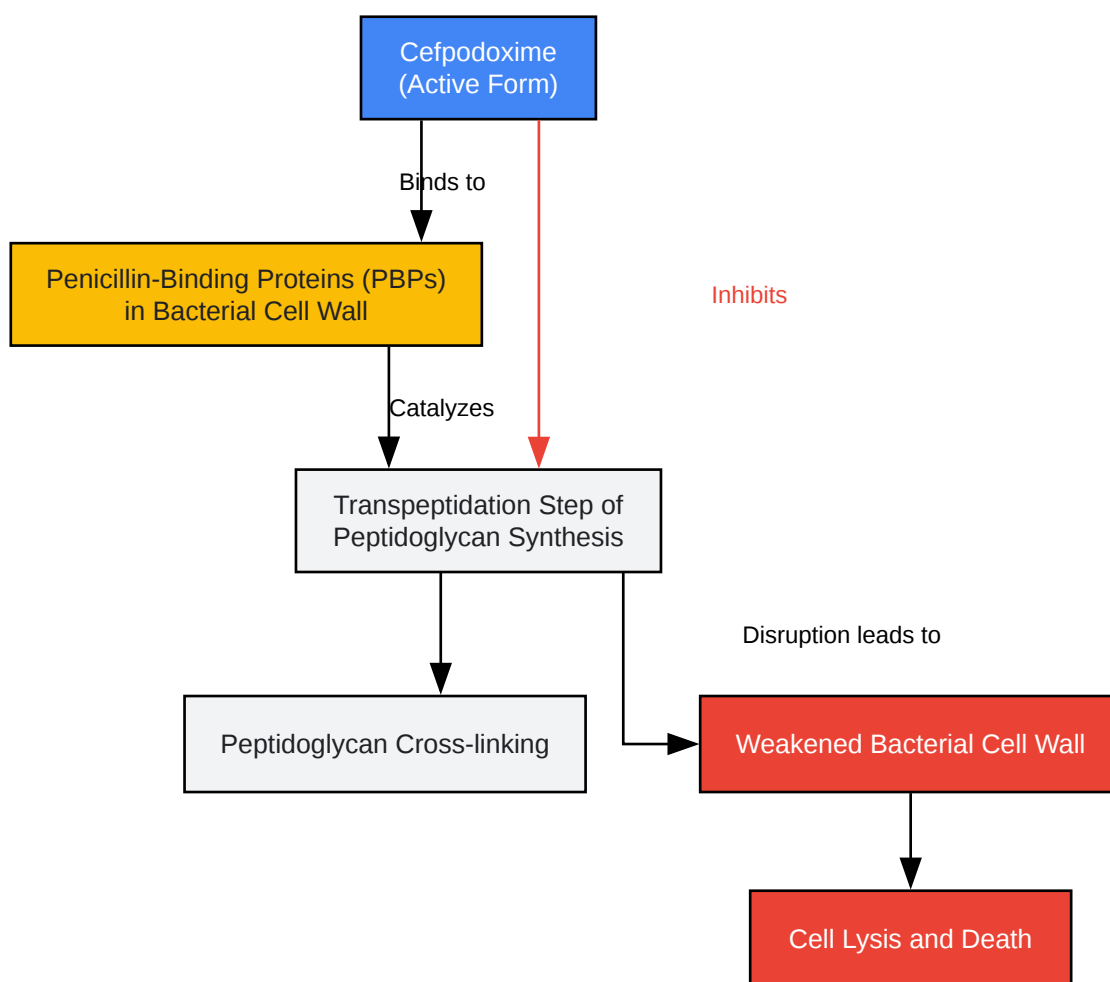 Cefpodoxime
(Active Form)
Binds to
Penicillin-Binding Proteins (PBPs)
in Bacterial Cell Wall
Inhibits
Catalyzes
Transpeptidation Step of
Peptidoglycan Synthesis
Disruption leads to
Peptidoglycan Cross-linking
Weakened Bacterial Cell Wall
Cell Lysis and Death